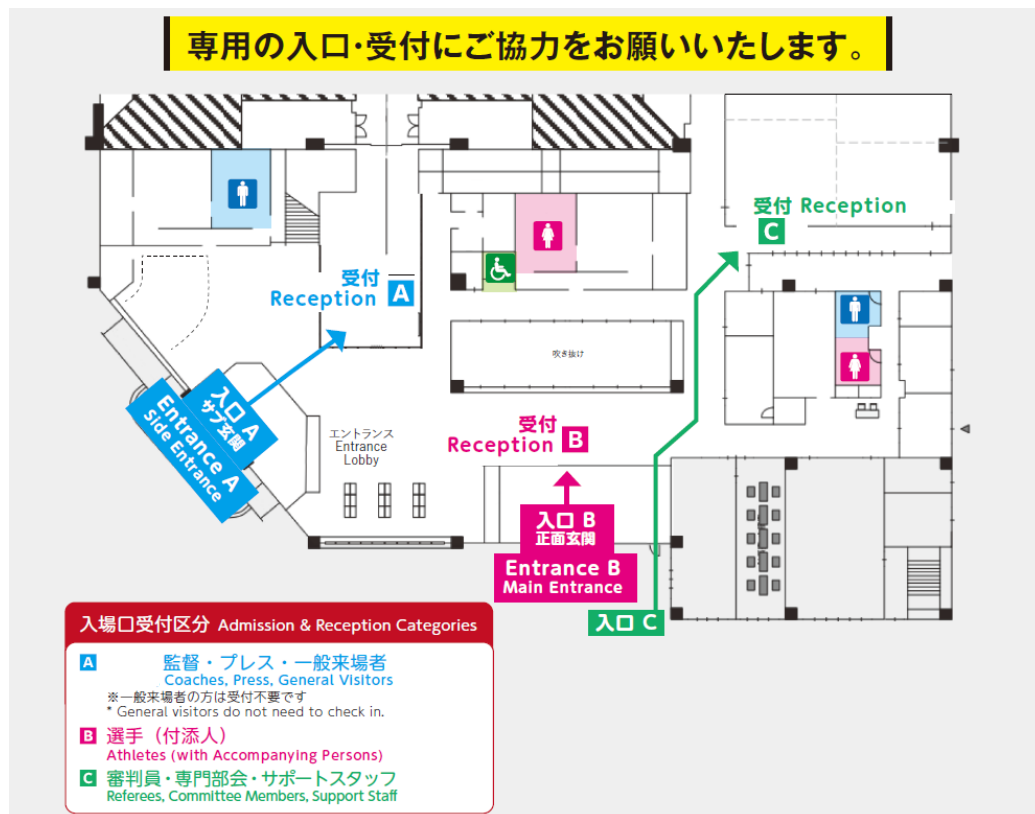 専用の入口・受付にご協力をお願いいたします。
受付 Reception
C
受付
Reception A
吹き抜け
入口 A
サブ玄関
Entrance A
Side Entrance
エントランス
Entrance
Lobby
受付
Reception B
入口 B
正面玄関
Entrance B
Main Entrance
入口 C
入場口受付区分 Admission & Reception Categories
A 監督・プレス・一般来場者
Coaches, Press, General Visitors
※一般来場者の方は受付不要です
* General visitors do not need to check in.
B 選手（付添人）
Athletes (with Accompanying Persons)
C 審判員・専門部会・サポートスタッフ
Referees, Committee Members, Support Staff